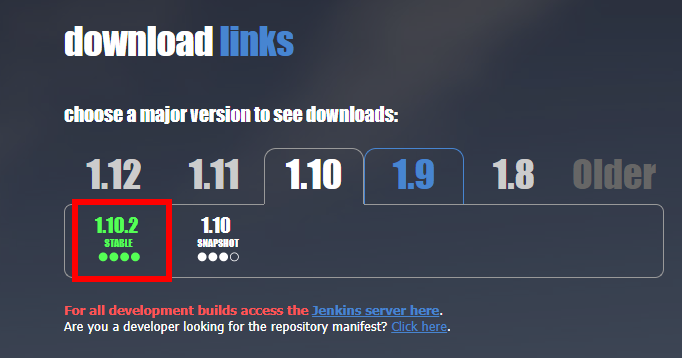 download links
choose a major version to see downloads:
1.12 1.11 1.10 1.9 1.8 Older
1.10.2 1.10
STABLE SNAPSHOT
For all development builds access the Jenkins server here.
Are you a developer looking for the repository manifest? Click here.